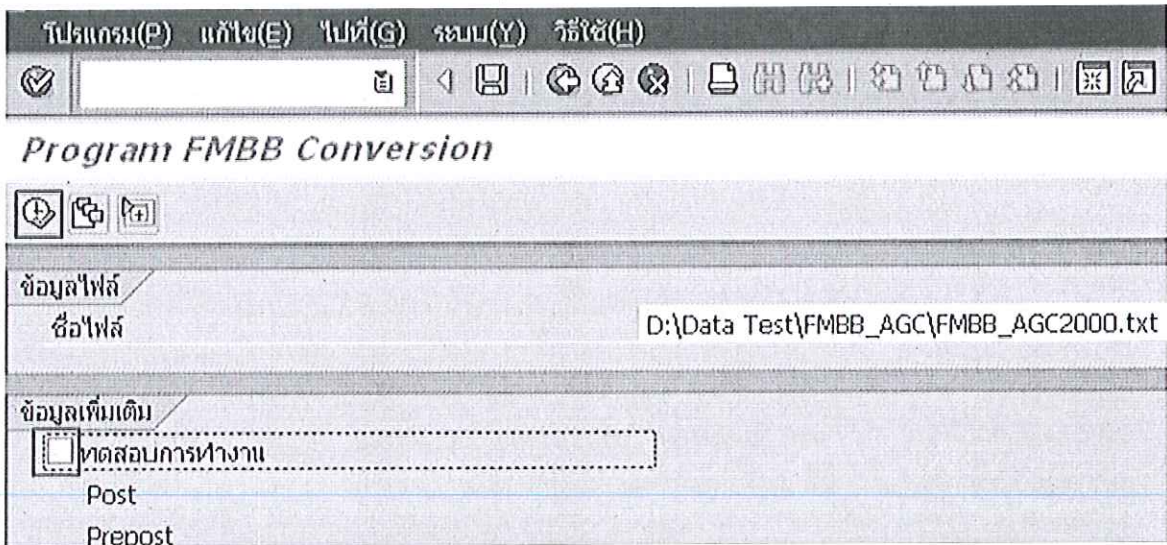 โปรแกรม(P) แก้ไข(E) ไปที่(G) ระบบ(Y) วิธีใช้(H)
Program FMBB Conversion
ข้อมูลไฟล์
ชื่อไฟล์ D:\Data Test\FMBB_AGC\FMBB_AGC2000.txt
ข้อมูลเพิ่มเติม
ทดสอบการทำงาน
Post
Prepost